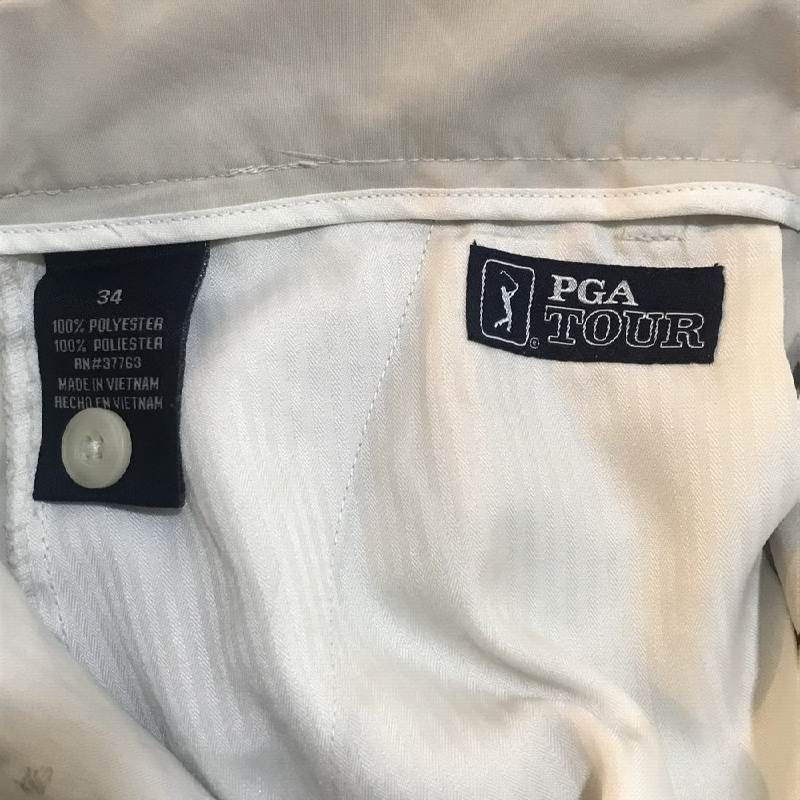 34
100% POLYESTER
100% POLIESTER
RN#37763
MADE IN VIETNAM
HECHO EN VIETNAM
PGA
TOUR
®